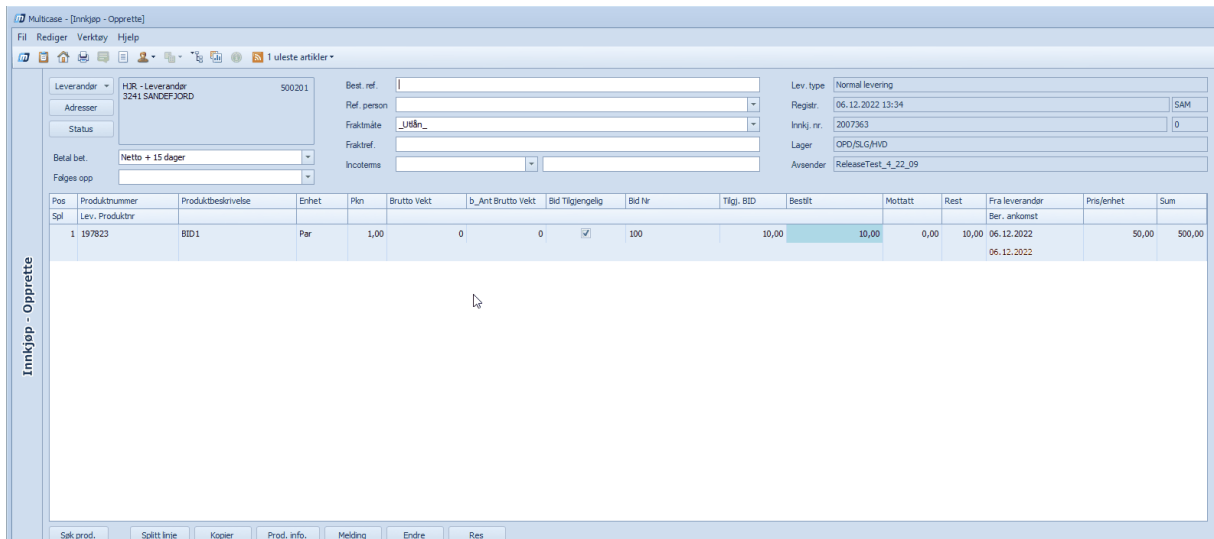 Multicase - [Innkjøp - Opprette]
Fil Rediger Verktøy Hjelp
1 uleste artikler
Innkjøp - Opprette
Leverandør
HJR - Leverandør 500201
3241 SANDEFJORD
Adresser
Status
Betal bet. Netto + 15 dager
Følges opp
Best. ref.
Ref. person
Fraktmåte _Utlån_
Fraktref.
Incoterms
Lev. type Normal levering
Registr. 06.12.2022 13:34 SAM
Innkj. nr. 2007363 0
Lager OPD/SLG/HVD
Avsender ReleaseTest_4_22_09
Pos Produktnummer Produktbeskrivelse Enhet Pkn Brutto Vekt b_Ant Brutto Vekt Bid Tilgjengelig Bid Nr Tilgj. BID Bestilt Mottatt Rest Fra leverandør Pris/enhet Sum
Spl Lev. Produktnr Ber. ankomst
1 197823 BID1 Par 1,00 0 0 100 10,00 10,00 0,00 10,00 06.12.2022 50,00 500,00
06.12.2022
Søk prod. Splitt linje Kopier Prod. info. Melding Endre Res